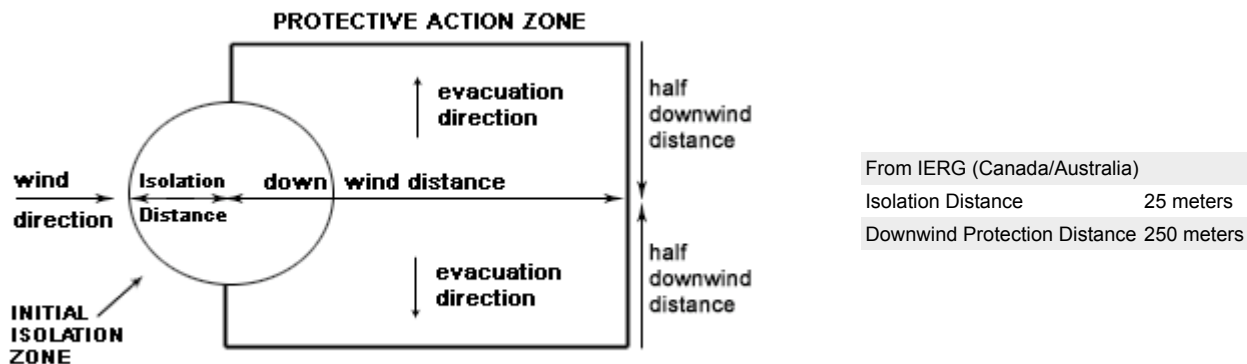 PROTECTIVE ACTION ZONE
evacuation
direction
half
downwind
distance
wind
direction
Isolation
Distance
down wind distance
evacuation
direction
half
downwind
distance
INITIAL
ISOLATION
ZONE
From IERG (Canada/Australia)
Isolation Distance 25 meters
Downwind Protection Distance 250 meters